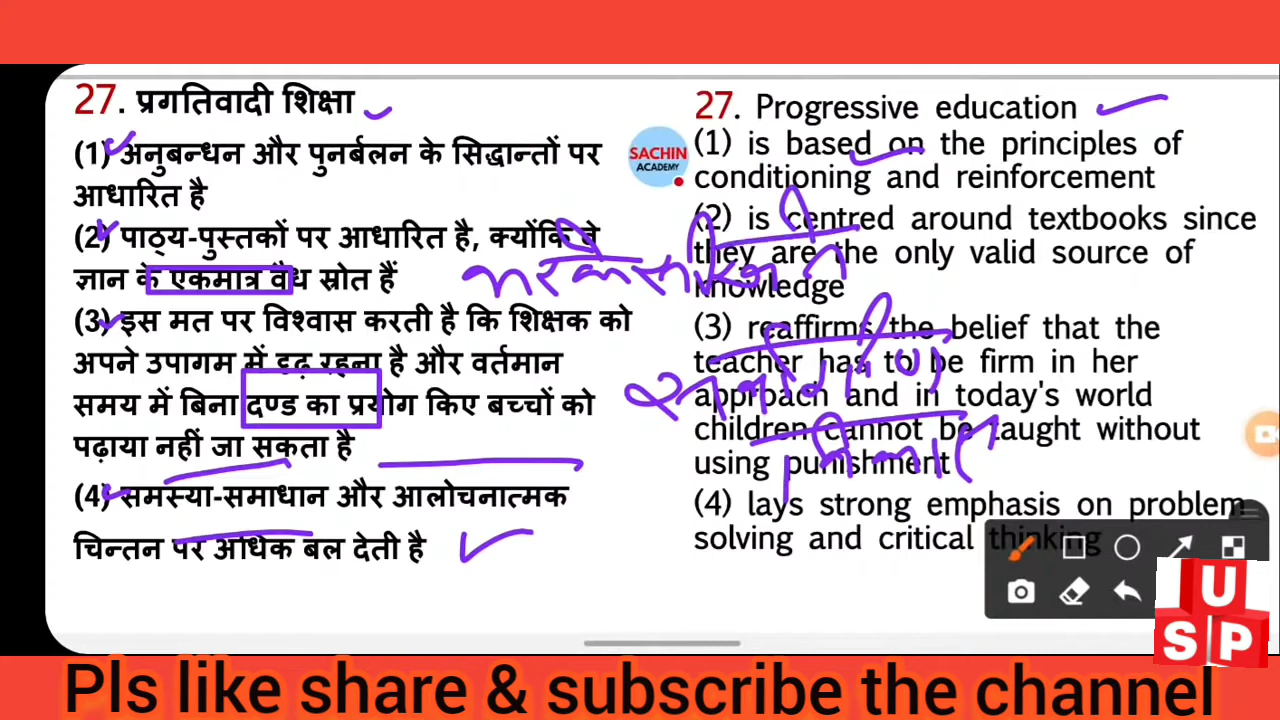 27. प्रगतिवादी शिक्षा
(1) अनुबन्धन और पुनर्बलन के सिद्धान्तों पर
आधारित है
(2) पाठ्य-पुस्तकों पर आधारित है, क्योंकि वे
ज्ञान के एकमात्र वैध स्रोत हैं
(3) इस मत पर विश्वास करती है कि शिक्षक को
अपने उपागम में दृढ़ रहना है और वर्तमान
समय में बिना दण्ड का प्रयोग किए बच्चों को
पढ़ाया नहीं जा सकता है
(4) समस्या-समाधान और आलोचनात्मक
चिन्तन पर अधिक बल देती है
SACHIN
ACADEMY
27. Progressive education
(1) is based on the principles of
conditioning and reinforcement
(2) is centred around textbooks since
they are the only valid source of
knowledge
(3) reaffirms the belief that the
teacher has to be firm in her
approach and in today's world
children cannot be taught without
using punishment
(4) lays strong emphasis on problem
solving and critical thinking
U
S P
Pls like share & subscribe the channel